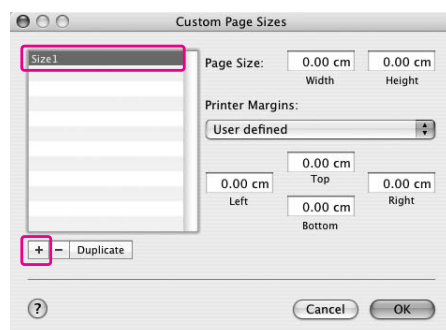 Custom Page Sizes
Size1
Page Size: 0.00 cm 0.00 cm
Width Height
Printer Margins:
User defined
0.00 cm
Top
0.00 cm 0.00 cm
Left Right
0.00 cm
Bottom
+ − Duplicate
? Cancel OK